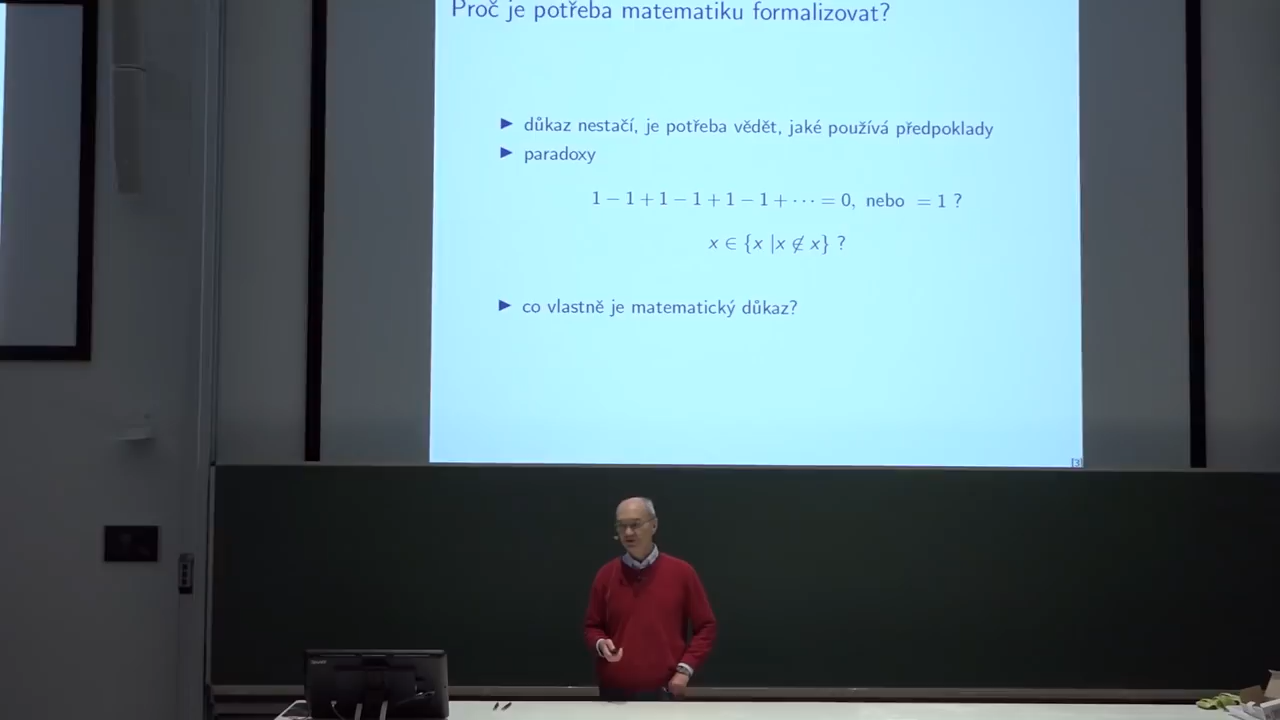 Proč je potřeba matematiku formalizovat?
▶ důkaz nestačí, je potřeba vědět, jaké používá předpoklady
▶ paradoxy
1 − 1 + 1 − 1 + 1 − 1 + ⋯ = 0, nebo = 1 ?
x ∈ {x |x ∉ x} ?
▶ co vlastně je matematický důkaz?
[3]